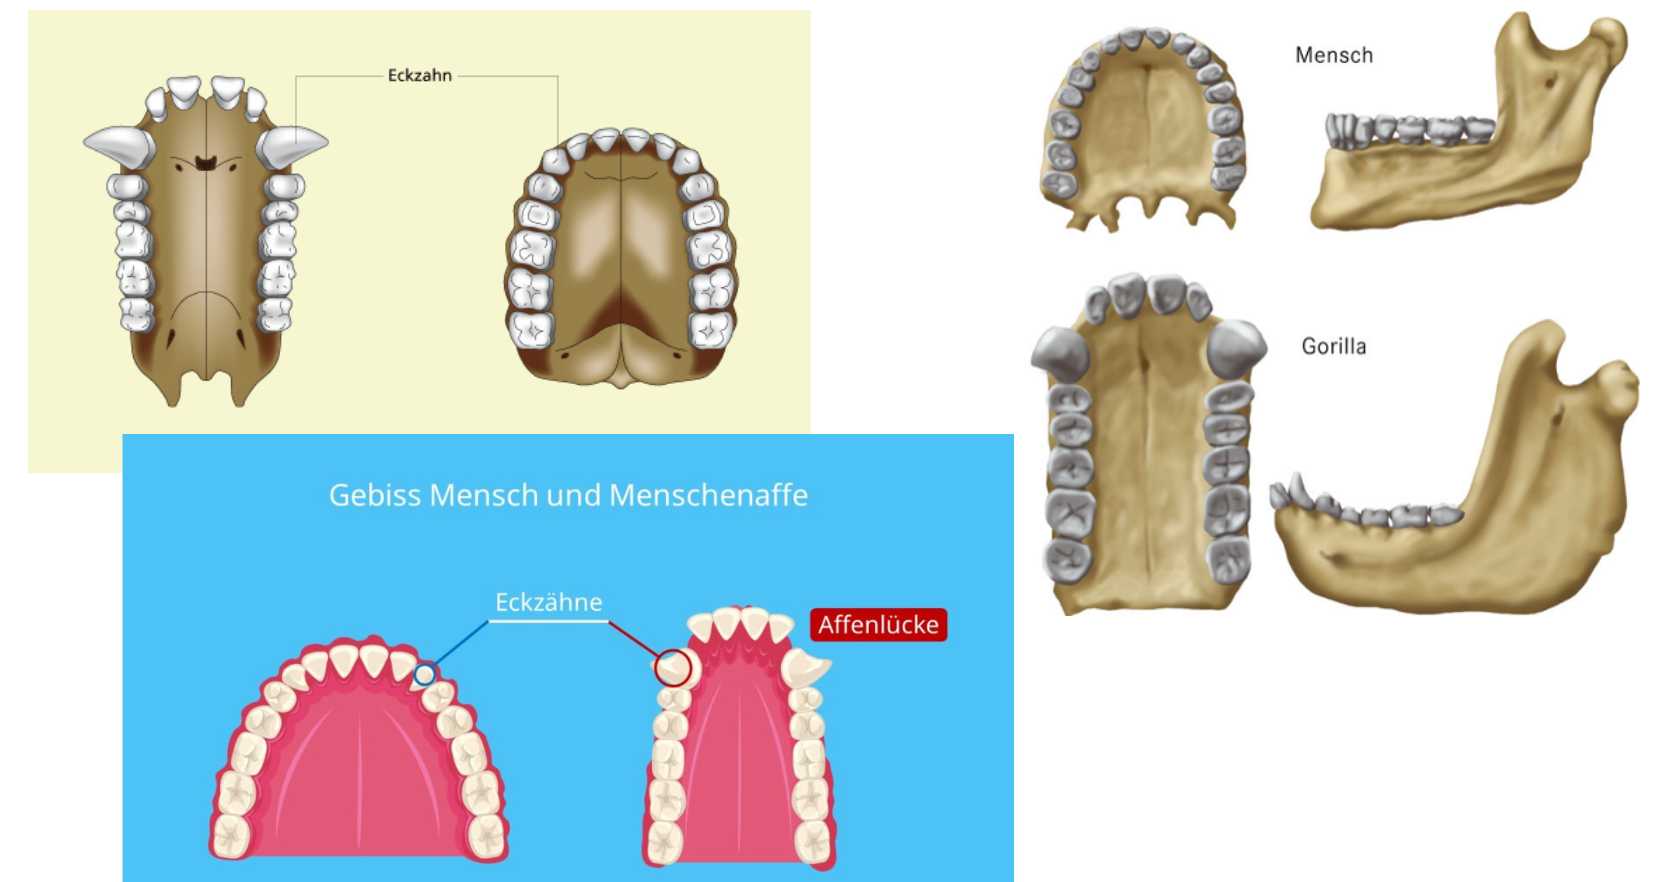 Eckzahn
Mensch
Gorilla
Gebiss Mensch und Menschenaffe
Eckzähne
Affenlücke